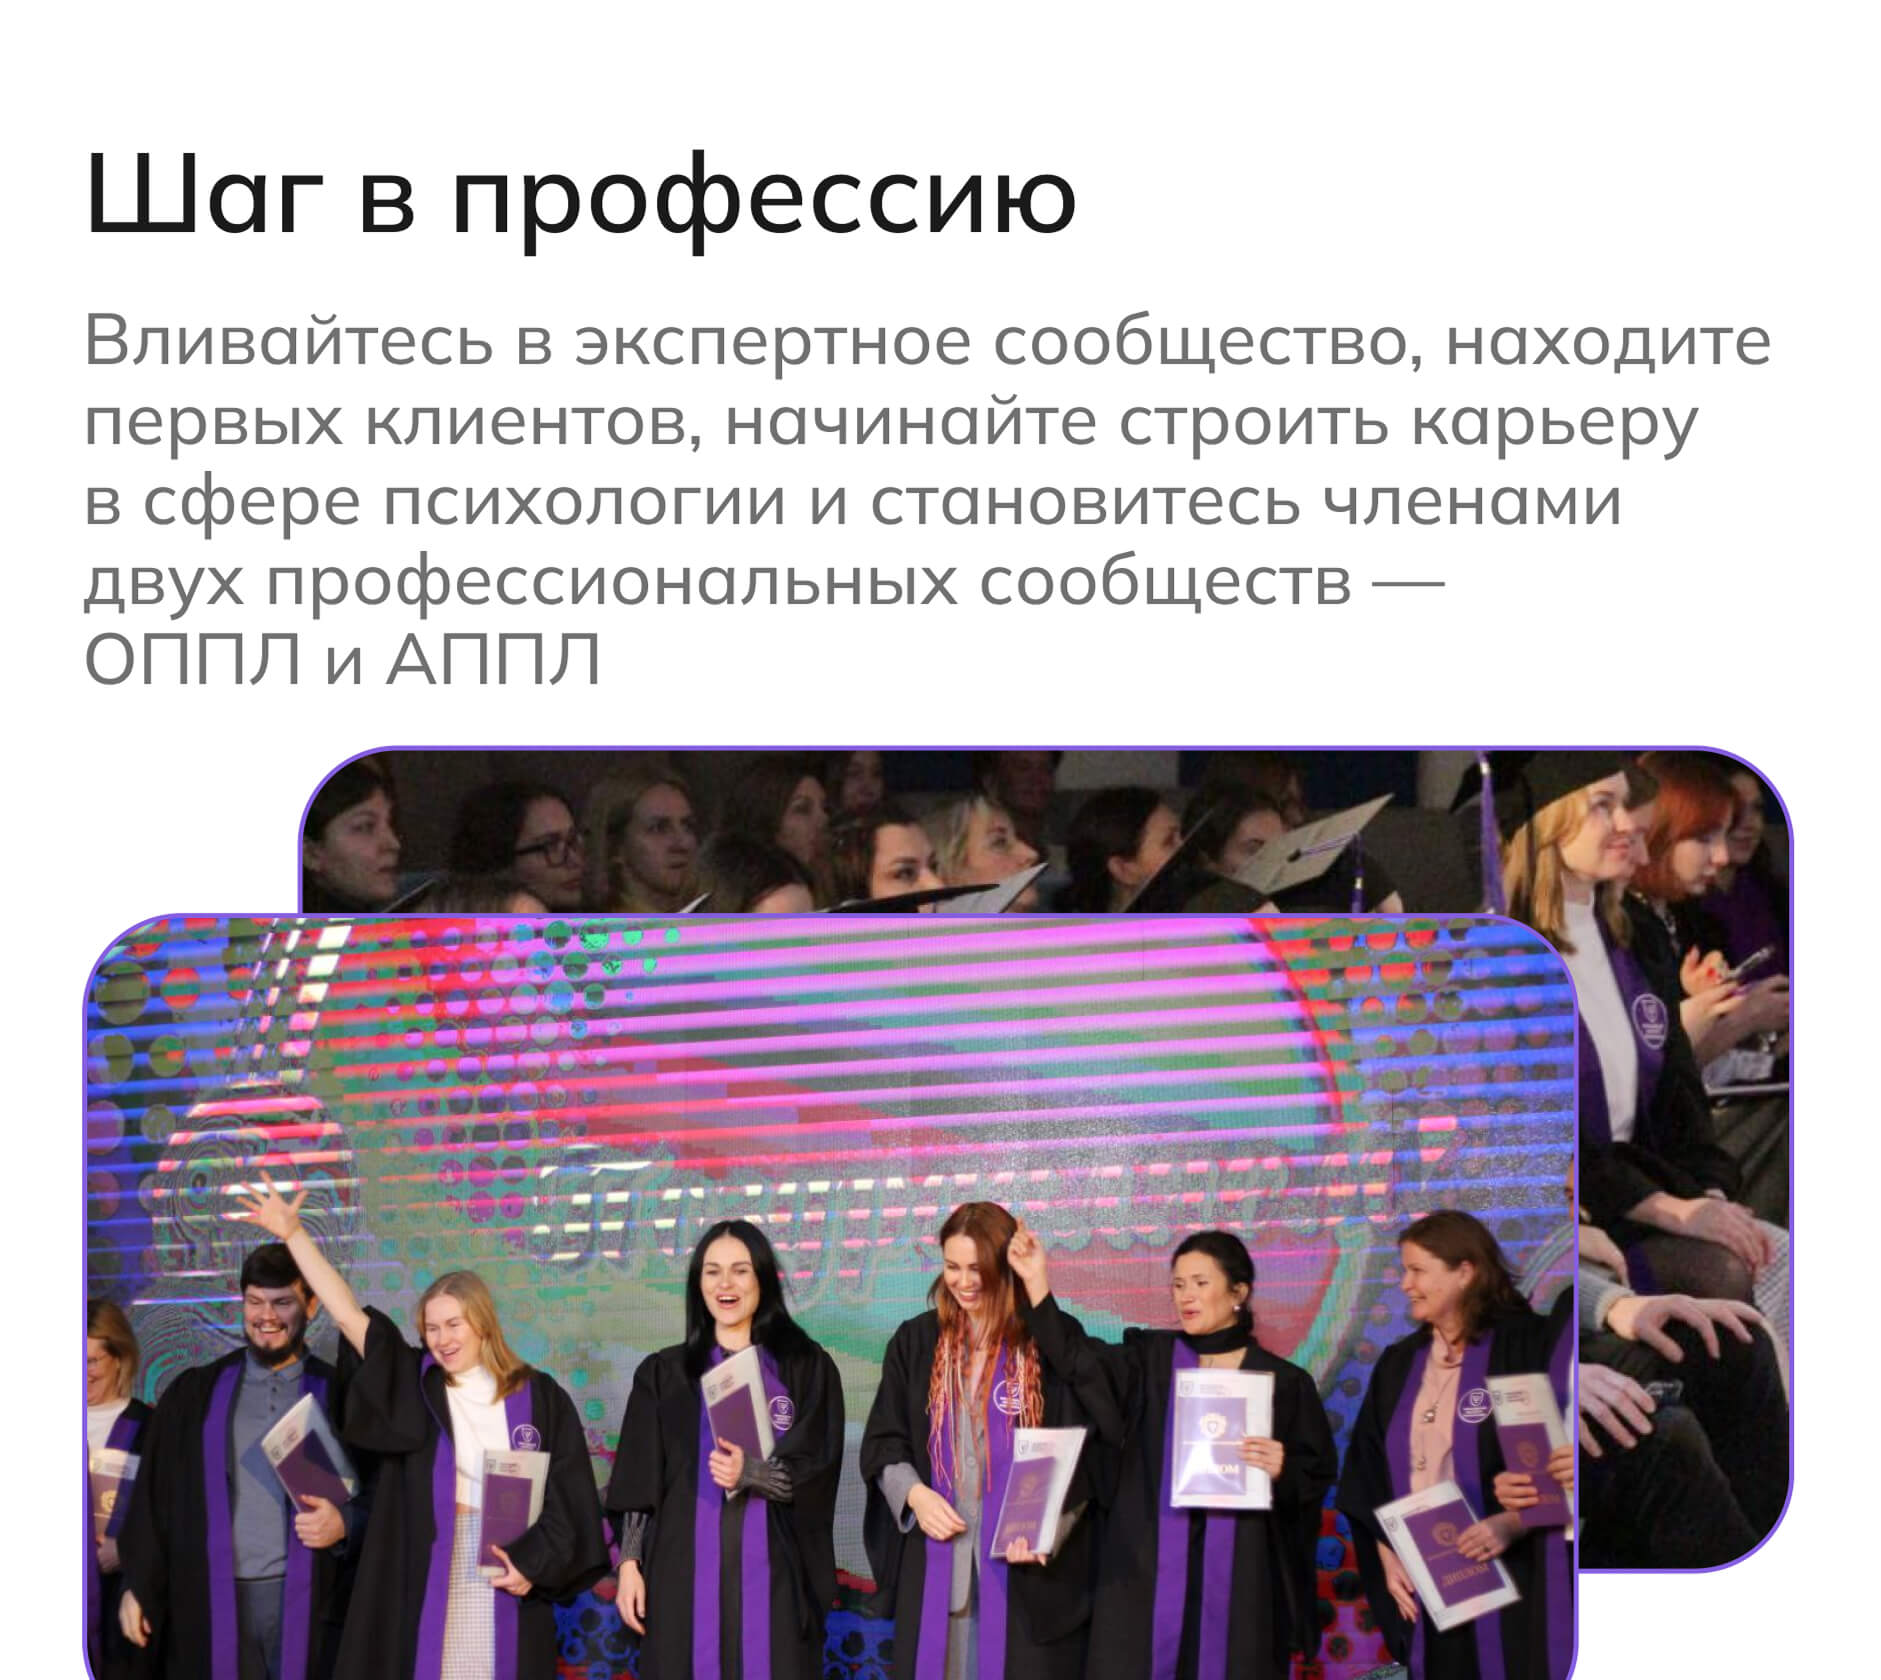 Шаг в профессию
Вливайтесь в экспертное сообщество, находите
первых клиентов, начинайте строить карьеру
в сфере психологии и становитесь членами
двух профессиональных сообществ —
ОППЛ и АППЛ
ДИПЛОМ